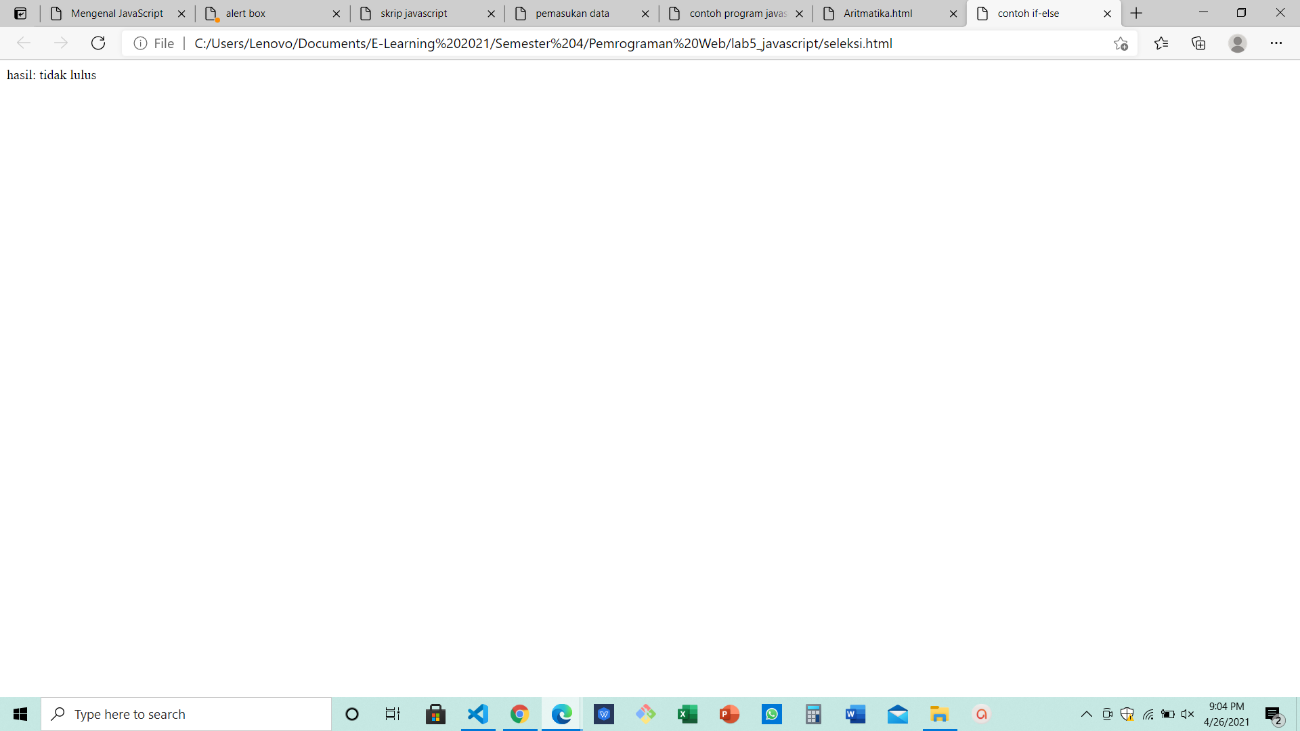 Mengenal JavaScript
alert box
skrip javascript
pemasukan data
contoh program javas
Aritmatika.html
contoh if-else
File
C:/Users/Lenovo/Documents/E-Learning%202021/Semester%204/Pemrograman%20Web/lab5_javascript/seleksi.html
hasil: tidak lulus
Type here to search
9:04 PM
4/26/2021
2